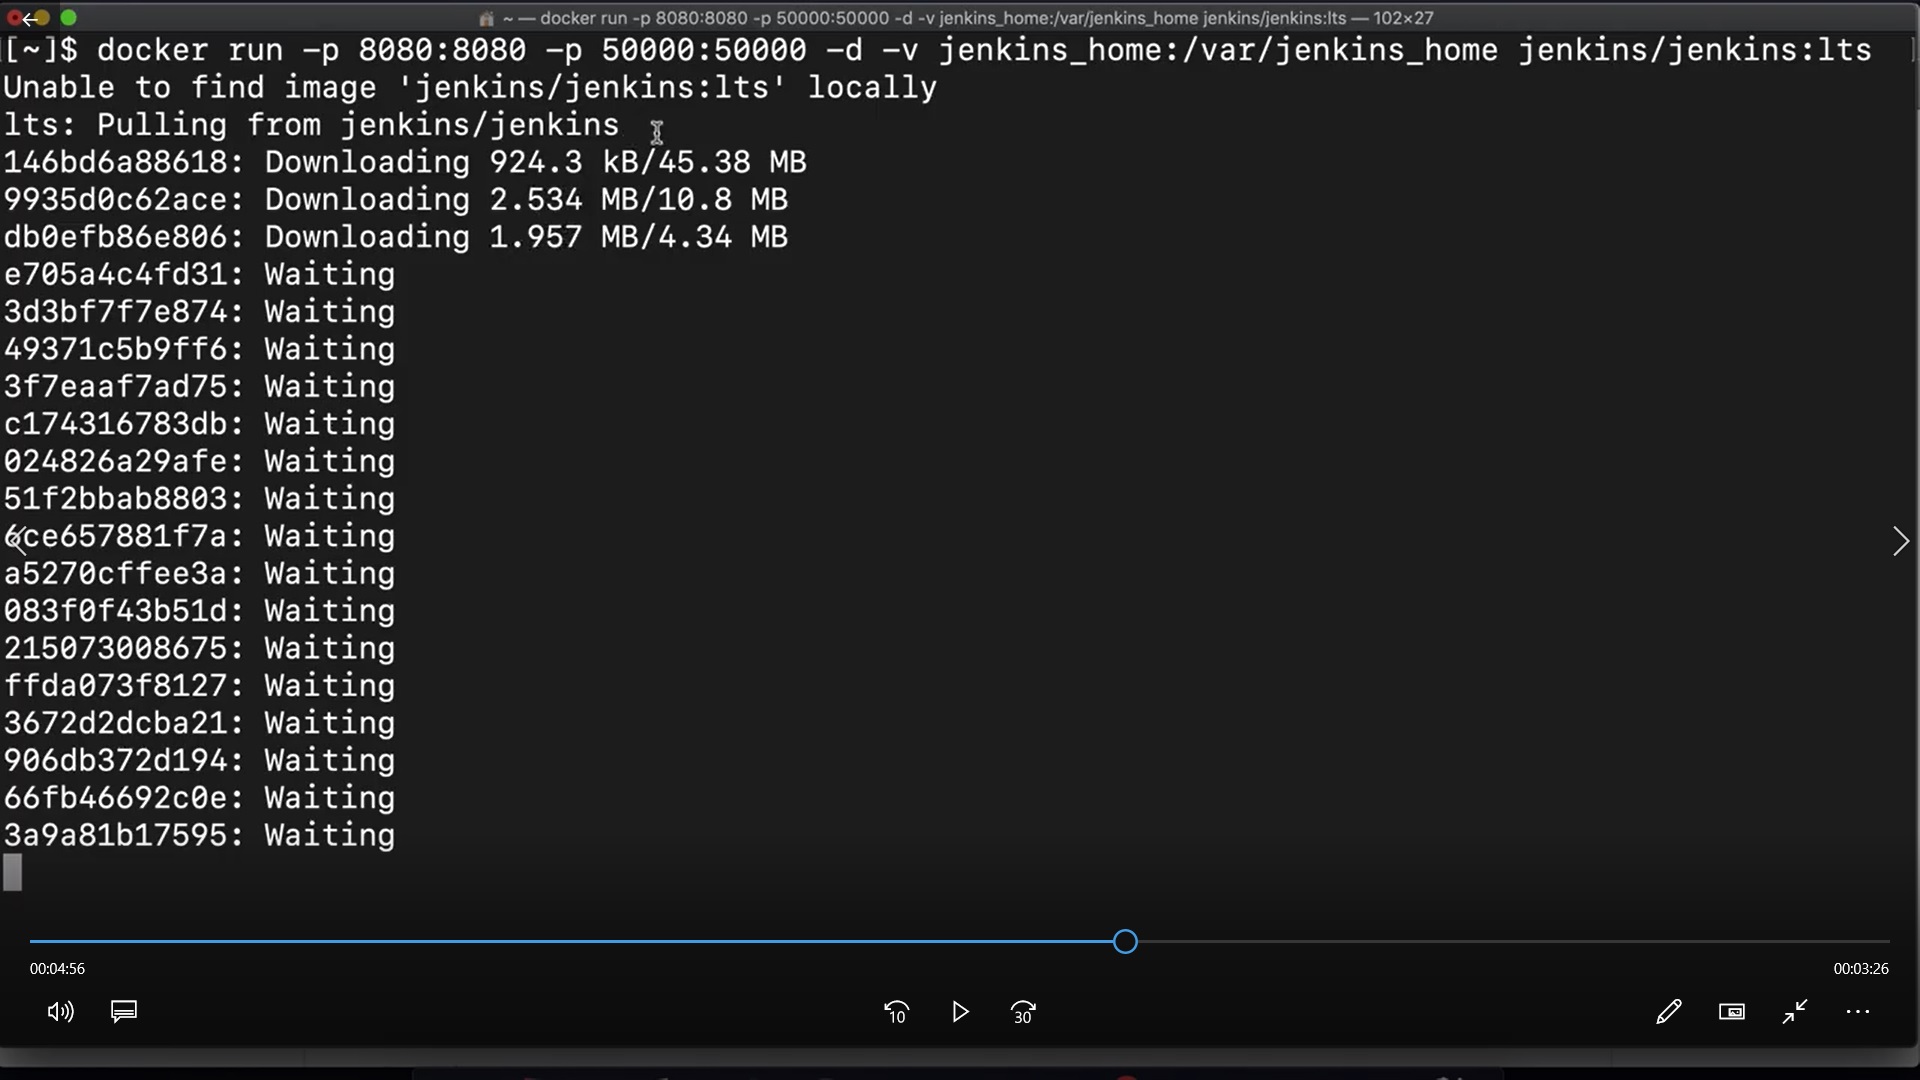 ~ — docker run -p 8080:8080 -p 50000:50000 -d -v jenkins_home:/var/jenkins_home jenkins/jenkins:lts — 102×27
[~]$ docker run -p 8080:8080 -p 50000:50000 -d -v jenkins_home:/var/jenkins_home jenkins/jenkins:lts
Unable to find image 'jenkins/jenkins:lts' locally
lts: Pulling from jenkins/jenkins
146bd6a88618: Downloading 924.3 kB/45.38 MB
9935d0c62ace: Downloading 2.534 MB/10.8 MB
db0efb86e806: Downloading 1.957 MB/4.34 MB
e705a4c4fd31: Waiting
3d3bf7f7e874: Waiting
49371c5b9ff6: Waiting
3f7eaaf7ad75: Waiting
c174316783db: Waiting
024826a29afe: Waiting
51f2bbab8803: Waiting
6ce657881f7a: Waiting
a5270cffee3a: Waiting
083f0f43b51d: Waiting
215073008675: Waiting
ffda073f8127: Waiting
3672d2dcba21: Waiting
906db372d194: Waiting
66fb46692c0e: Waiting
3a9a81b17595: Waiting
00:04:56
00:03:26
10
30